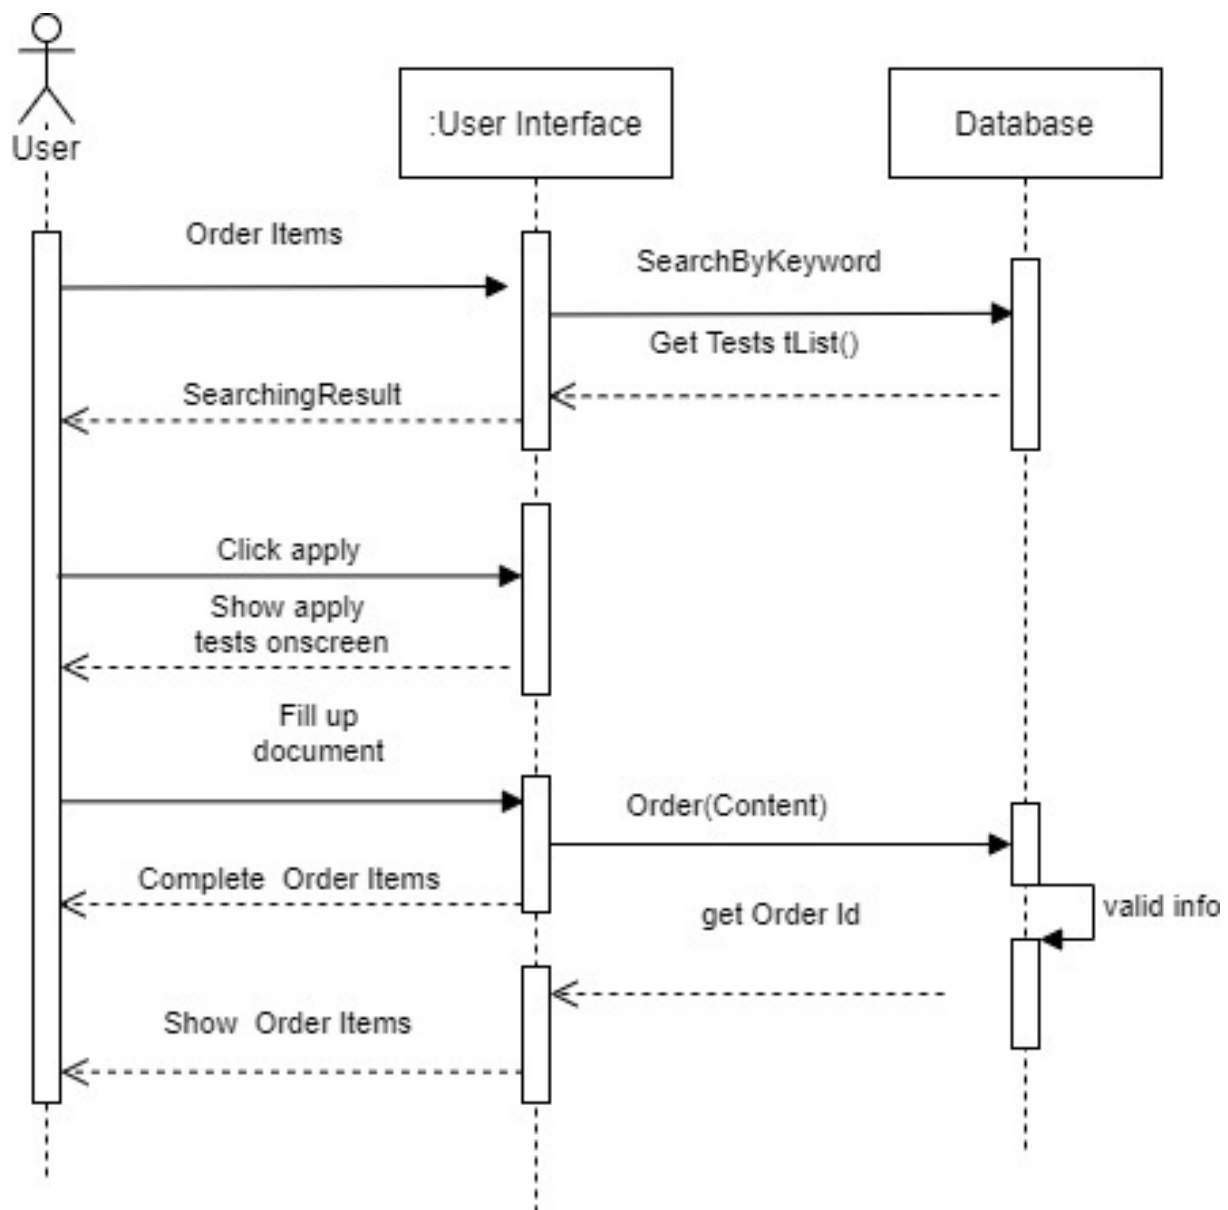 User
:User Interface
Database
Order Items
SearchByKeyword
Get Tests tList()
SearchingResult
Click apply
Show apply
tests onscreen
Fill up
document
Order(Content)
Complete Order Items
valid info
get Order Id
Show Order Items